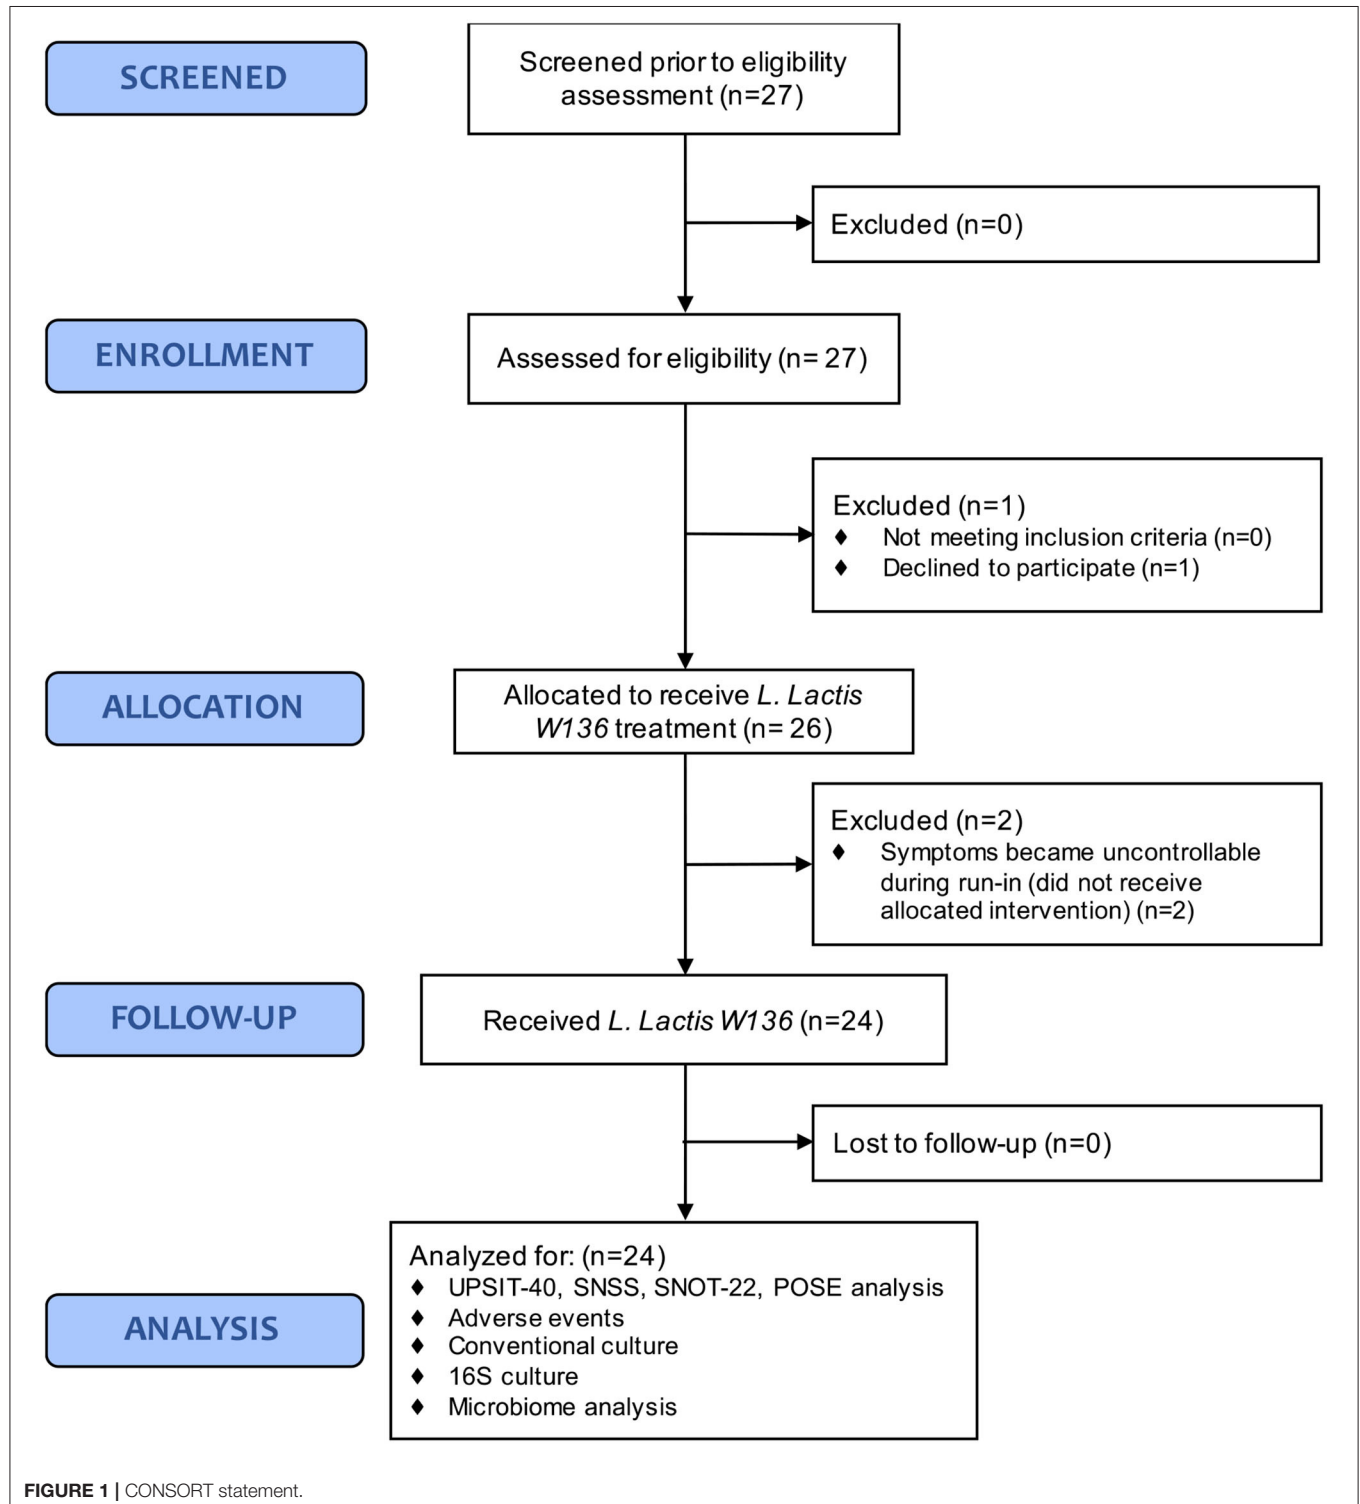 SCREENED
Screened prior to eligibility
assessment (n=27)
Excluded (n=0)
ENROLLMENT
Assessed for eligibility (n= 27)
Excluded (n=1)
♦ Not meeting inclusion criteria (n=0)
♦ Declined to participate (n=1)
ALLOCATION
Allocated to receive L. Lactis
W136 treatment (n= 26)
Excluded (n=2)
♦ Symptoms became uncontrollable
during run-in (did not receive
allocated intervention) (n=2)
FOLLOW-UP
Received L. Lactis W136 (n=24)
Lost to follow-up (n=0)
ANALYSIS
Analyzed for: (n=24)
♦ UPSIT-40, SNSS, SNOT-22, POSE analysis
♦ Adverse events
♦ Conventional culture
♦ 16S culture
♦ Microbiome analysis
FIGURE 1 | CONSORT statement.